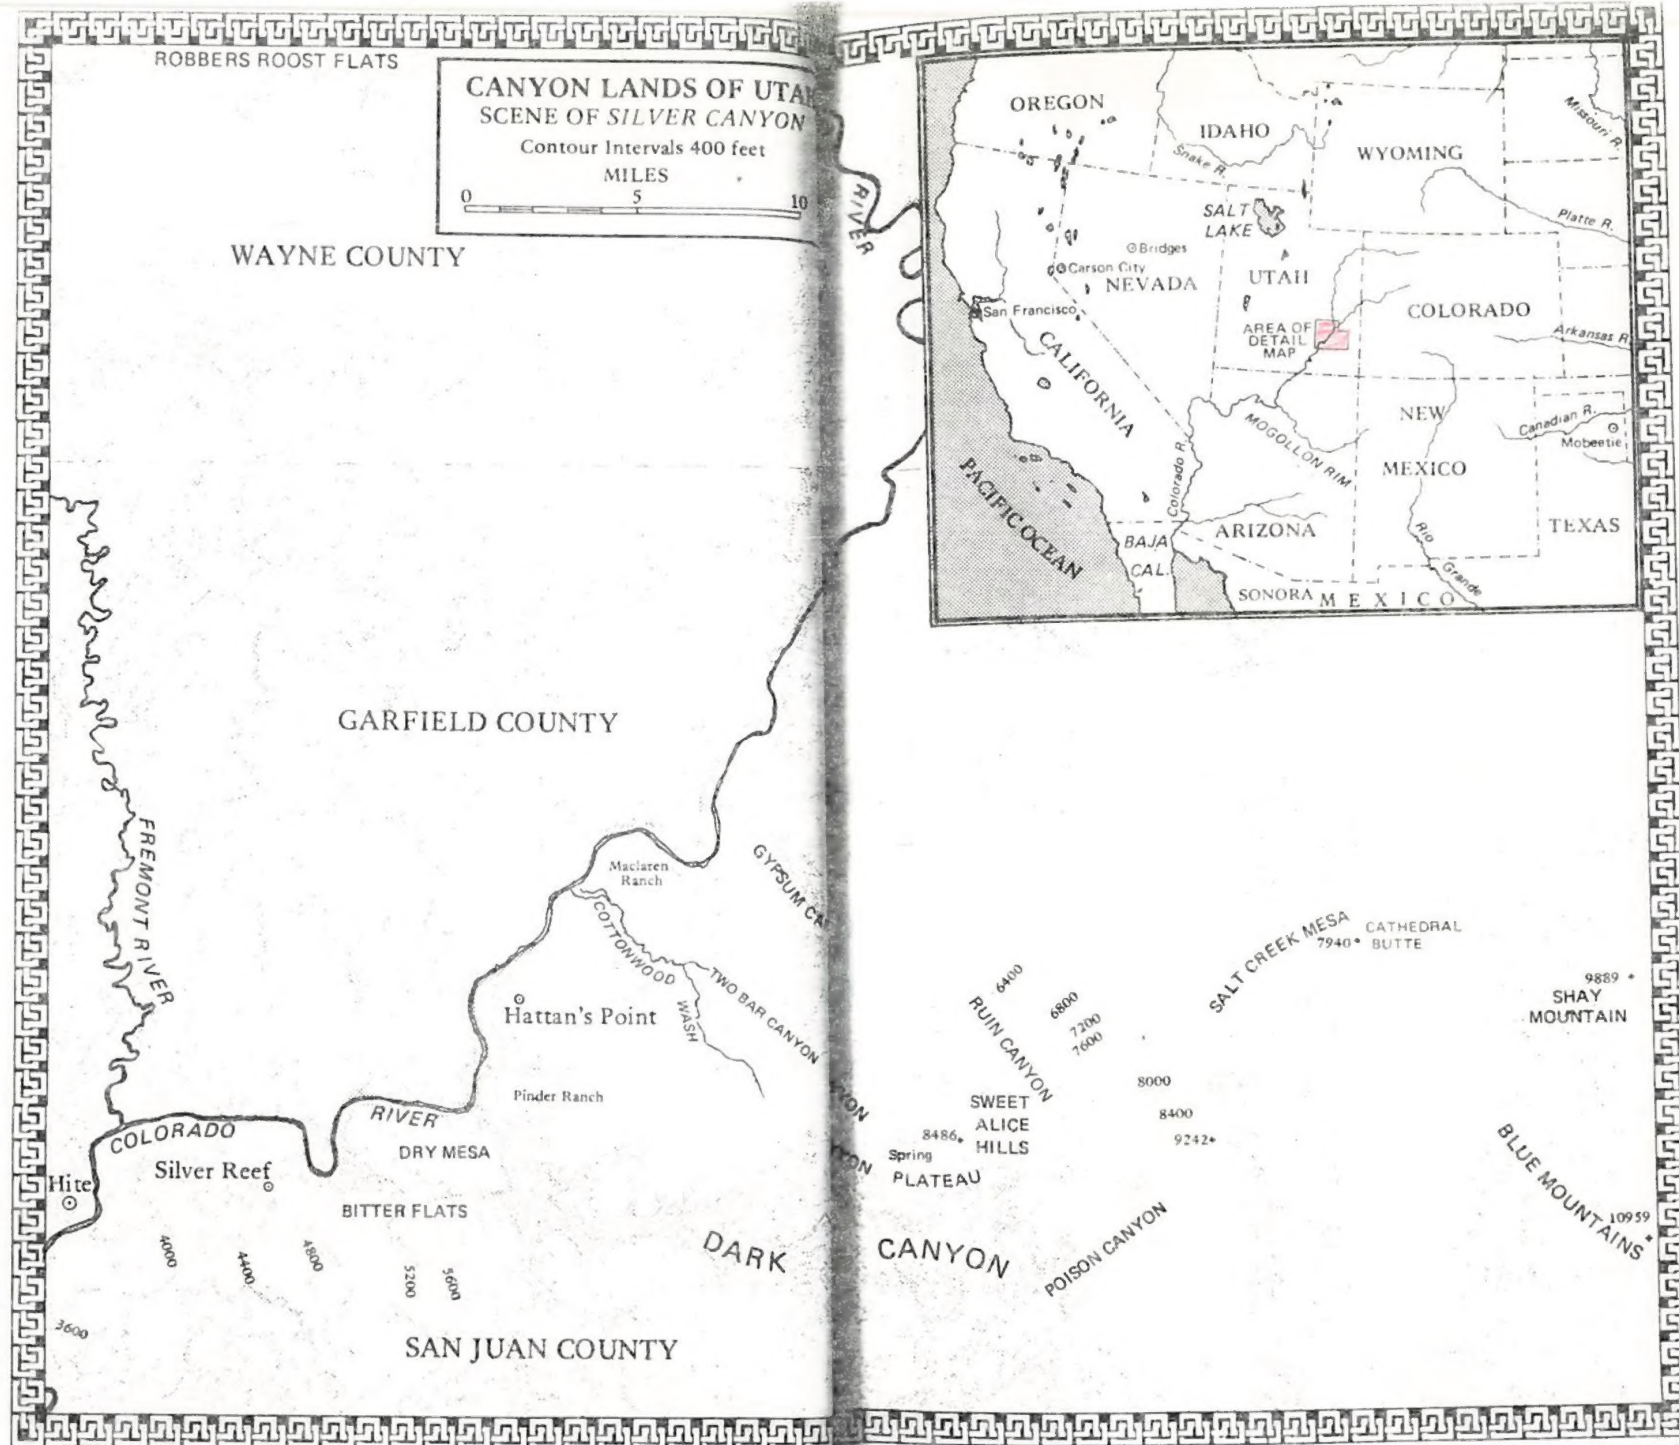 ROBBERS ROOST FLATS
CANYON LANDS OF UTAH
SCENE OF SILVER CANYON
Contour Intervals 400 feet
MILES
0 5 10
WAYNE COUNTY
RIVER
GARFIELD COUNTY
FREMONT RIVER
Maclaren
Ranch
GYPSUM CA
COTTONWOOD
WASH
TWO BAR CANYON
Hattan's Point
Pinder Ranch
COLORADO
RIVER
DRY MESA
Hite
Silver Reef
BITTER FLATS
4000
4400
4800
5200
5600
3600
DARK
SAN JUAN COUNTY
OREGON
IDAHO
Snake R.
WYOMING
Missouri R.
Platte R.
SALT
LAKE
Bridges
Carson City
NEVADA
UTAH
San Francisco
AREA OF
DETAIL
MAP
COLORADO
Arkansas R.
CALIFORNIA
NEW
MEXICO
Canadian R.
Mobeetie
MOGOLLON RIM
Colorado R.
PACIFIC OCEAN
ARIZONA
TEXAS
BAJA
CAL.
Rio Grande
SONORA
MEXICO
SALT CREEK MESA
CATHEDRAL
7940 BUTTE
6400
6800
7200
7600
RUIN CANYON
9889
SHAY
MOUNTAIN
8000
8400
9242
SWEET
ALICE
HILLS
8486
YON
YON
Spring
PLATEAU
BLUE MOUNTAINS
10959
CANYON
POISON CANYON